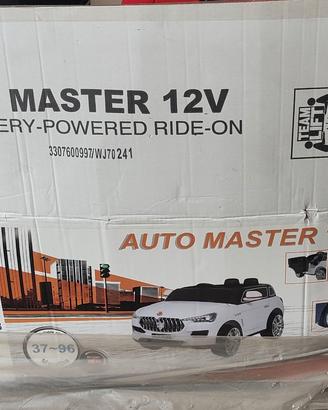 MASTER 12V
ERY-POWERED RIDE-ON
3307600997/WJ70241
TEAM
LIFT
AUTO MASTER
37~96